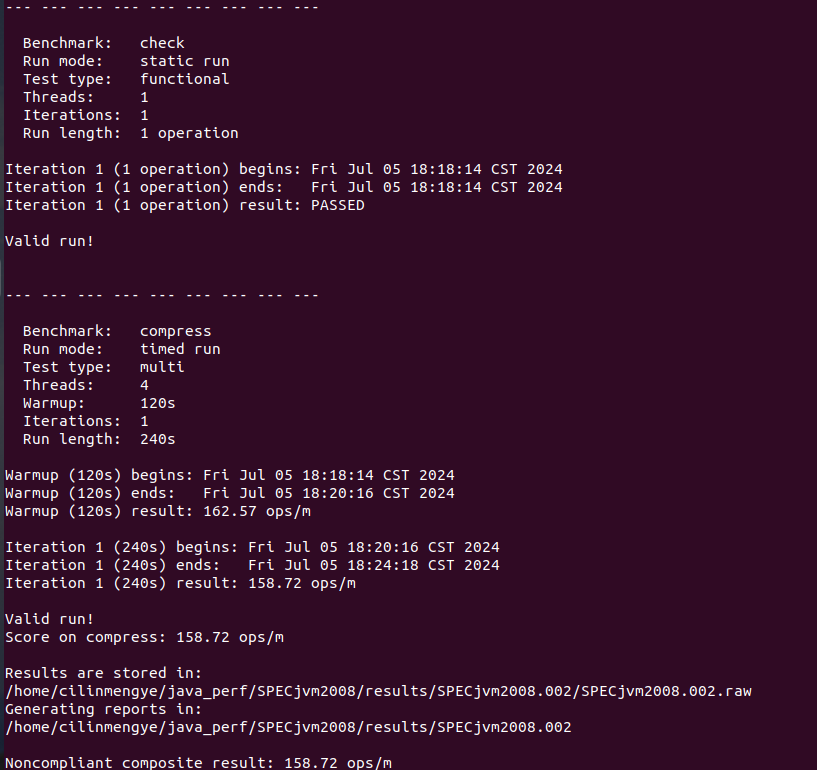 --- --- --- --- --- --- --- --- ---
Benchmark:   check
Run mode:    static run
Test type:   functional
Threads:     1
Iterations:  1
Run length:  1 operation
Iteration 1 (1 operation) begins: Fri Jul 05 18:18:14 CST 2024
Iteration 1 (1 operation) ends:   Fri Jul 05 18:18:14 CST 2024
Iteration 1 (1 operation) result: PASSED
Valid run!
--- --- --- --- --- --- --- --- ---
Benchmark:   compress
Run mode:    timed run
Test type:   multi
Threads:     4
Warmup:      120s
Iterations:  1
Run length:  240s
Warmup (120s) begins: Fri Jul 05 18:18:14 CST 2024
Warmup (120s) ends:   Fri Jul 05 18:20:16 CST 2024
Warmup (120s) result: 162.57 ops/m
Iteration 1 (240s) begins: Fri Jul 05 18:20:16 CST 2024
Iteration 1 (240s) ends:   Fri Jul 05 18:24:18 CST 2024
Iteration 1 (240s) result: 158.72 ops/m
Valid run!
Score on compress: 158.72 ops/m
Results are stored in:
/home/cilinmengye/java_perf/SPECjvm2008/results/SPECjvm2008.002/SPECjvm2008.002.raw
Generating reports in:
/home/cilinmengye/java_perf/SPECjvm2008/results/SPECjvm2008.002
Noncompliant composite result: 158.72 ops/m